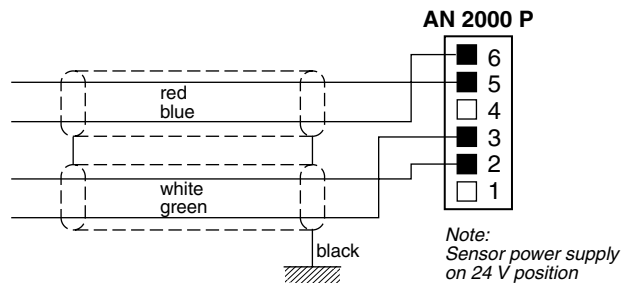 AN 2000 P
6
5
red
blue
4
3
2
white
green
1
black
Note:
Sensor power supply
on 24 V position